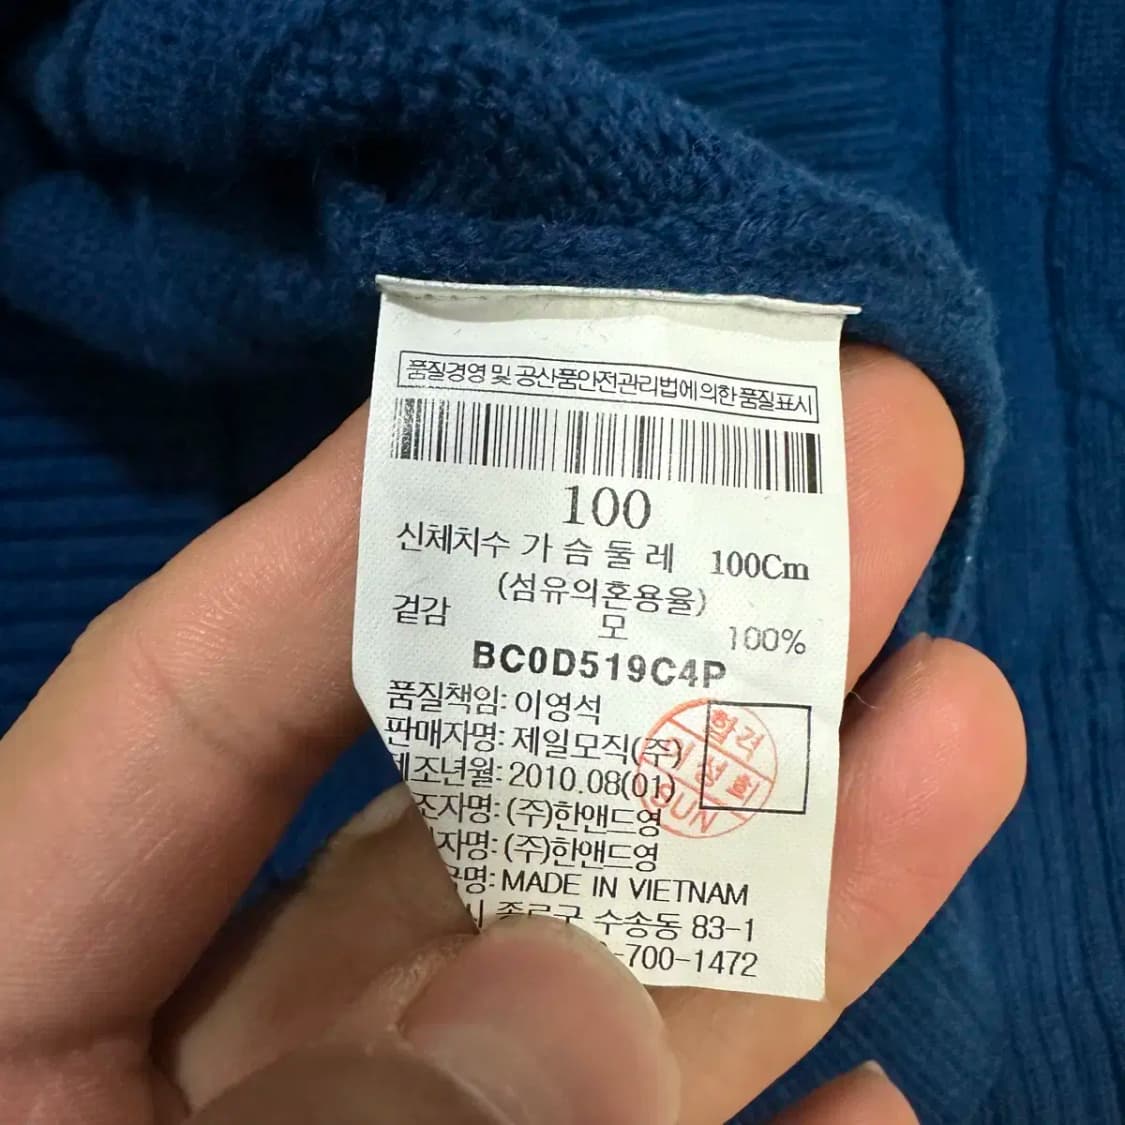 품질경영 및 공산품안전관리법에 의한 품질표시
100
신체치수 가 슴 둘 레 100Cm
(섬유의혼용율)
겉감 모 100%
BC0D519C4P
품질책임: 이영석
판매자명: 제일모직(주)
제조년월: 2010.08(01)
조자명: (주)한앤드영
자명: (주)한앤드영
명: MADE IN VIETNAM
시 종로구 수송동 83-1
-700-1472
합격
SUN